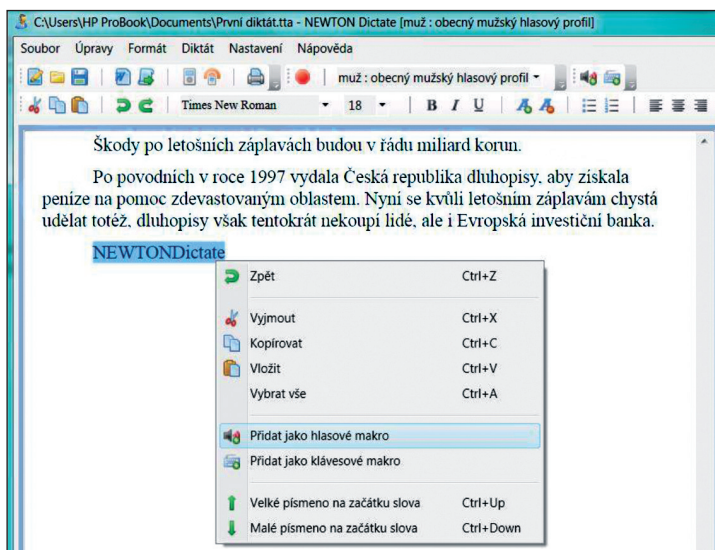 C:\Users\HP ProBook\Documents\První diktát.tta - NEWTON Dictate [muž : obecný mužský hlasový profil]
Soubor Úpravy Formát Diktát Nastavení Nápověda
muž : obecný mužský hlasový profil
Times New Roman 18 B I U A A
Škody po letošních záplavách budou v řádu miliard korun.
Po povodních v roce 1997 vydala Česká republika dluhopisy, aby získala
peníze na pomoc zdevastovaným oblastem. Nyní se kvůli letošním záplavám chystá
udělat totéž, dluhopisy však tentokrát nekoupí lidé, ale i Evropská investiční banka.
NEWTONDictate
Zpět Ctrl+Z
Vyjmout Ctrl+X
Kopírovat Ctrl+C
Vložit Ctrl+V
Vybrat vše Ctrl+A
Přidat jako hlasové makro
Přidat jako klávesové makro
Velké písmeno na začátku slova Ctrl+Up
Malé písmeno na začátku slova Ctrl+Down